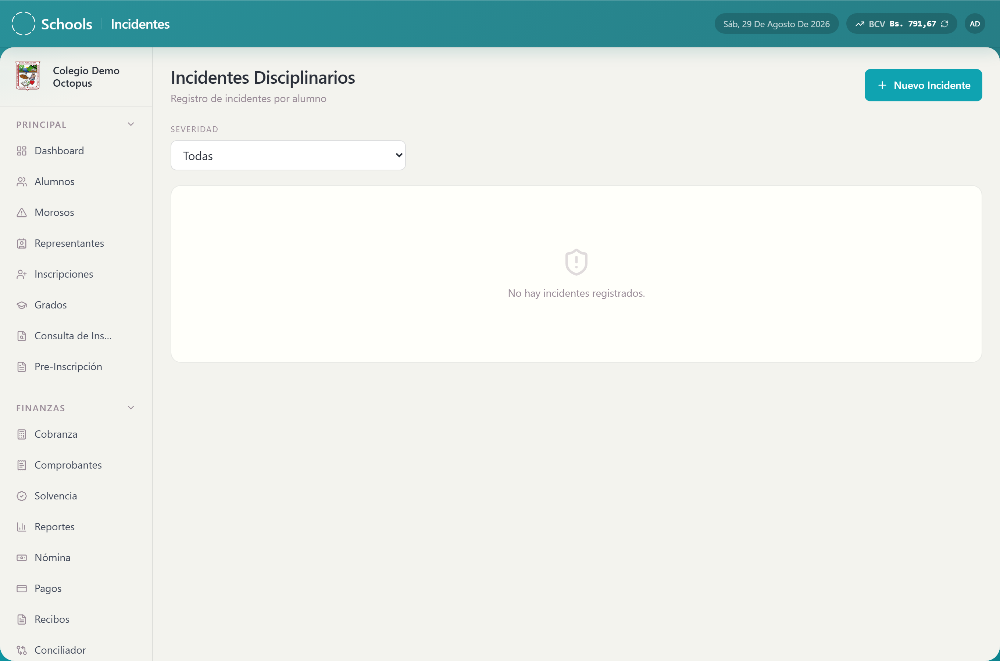 Schools
Incidentes
Sáb, 29 De Agosto De 2026
BCV Bs. 791,67
AD
Colegio Demo
Octopus
PRINCIPAL
Dashboard
Alumnos
Morosos
Representantes
Inscripciones
Grados
Consulta de Ins...
Pre-Inscripción
FINANZAS
Cobranza
Comprobantes
Solvencia
Reportes
Nómina
Pagos
Recibos
Conciliador
Incidentes Disciplinarios
Registro de incidentes por alumno
Nuevo Incidente
SEVERIDAD
Todas
No hay incidentes registrados.